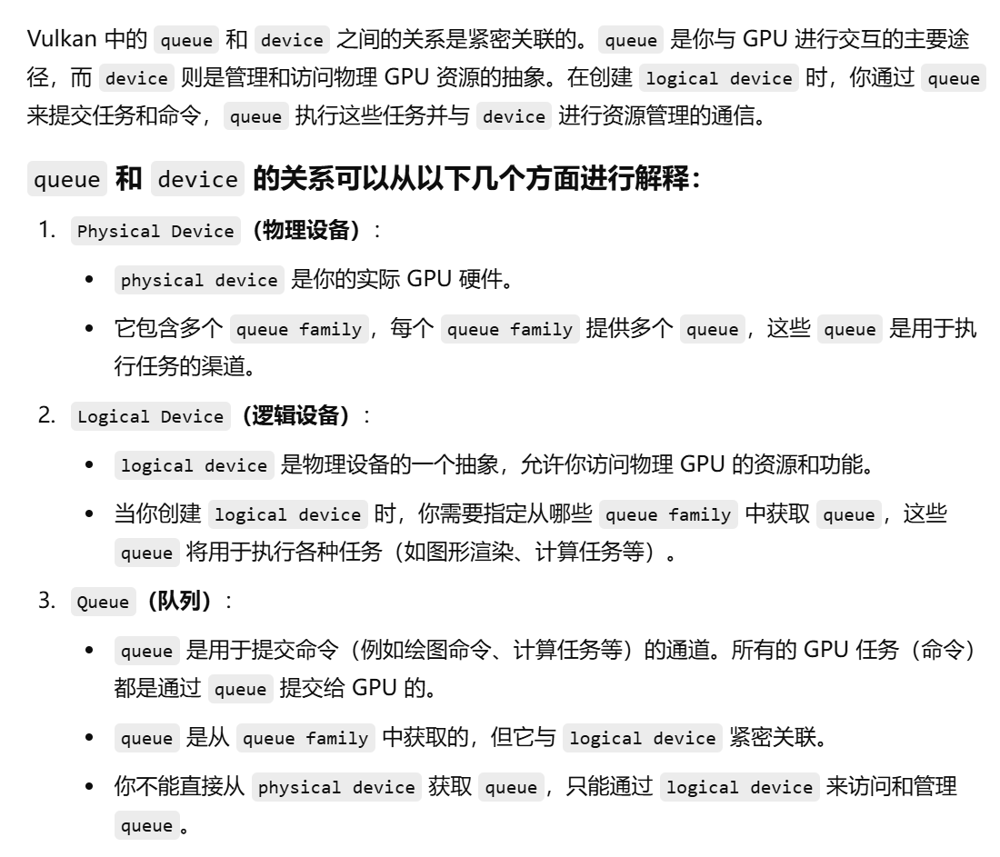 Vulkan 中的 queue 和 device 之间的关系是紧密关联的。queue 是你与 GPU 进行交互的主要途
径，而 device 则是管理和访问物理 GPU 资源的抽象。在创建 logical device 时，你通过 queue
来提交任务和命令，queue 执行这些任务并与 device 进行资源管理的通信。
queue 和 device 的关系可以从以下几个方面进行解释：
1. Physical Device（物理设备）：
• physical device 是你的实际 GPU 硬件。
• 它包含多个 queue family，每个 queue family 提供多个 queue，这些 queue 是用于执
行任务的渠道。
2. Logical Device（逻辑设备）：
• logical device 是物理设备的一个抽象，允许你访问物理 GPU 的资源和功能。
• 当你创建 logical device 时，你需要指定从哪些 queue family 中获取 queue，这些
queue 将用于执行各种任务（如图形渲染、计算任务等）。
3. Queue（队列）：
• queue 是用于提交命令（例如绘图命令、计算任务等）的通道。所有的 GPU 任务（命令）
都是通过 queue 提交给 GPU 的。
• queue 是从 queue family 中获取的，但它与 logical device 紧密关联。
• 你不能直接从 physical device 获取 queue，只能通过 logical device 来访问和管理
queue。